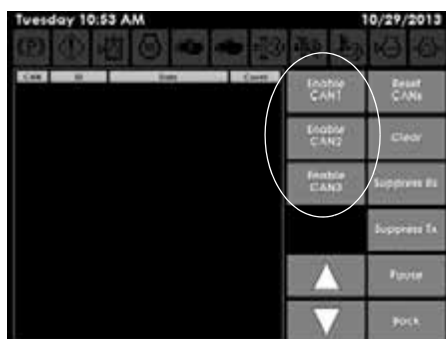 Tuesday 10:53 AM 10/29/2013
(P)
CAN ID Data Count
Enable CAN1
Reset CANs
Enable CAN2
Clear
Enable CAN3
Suppress Rx
Suppress Tx
Pause
Back